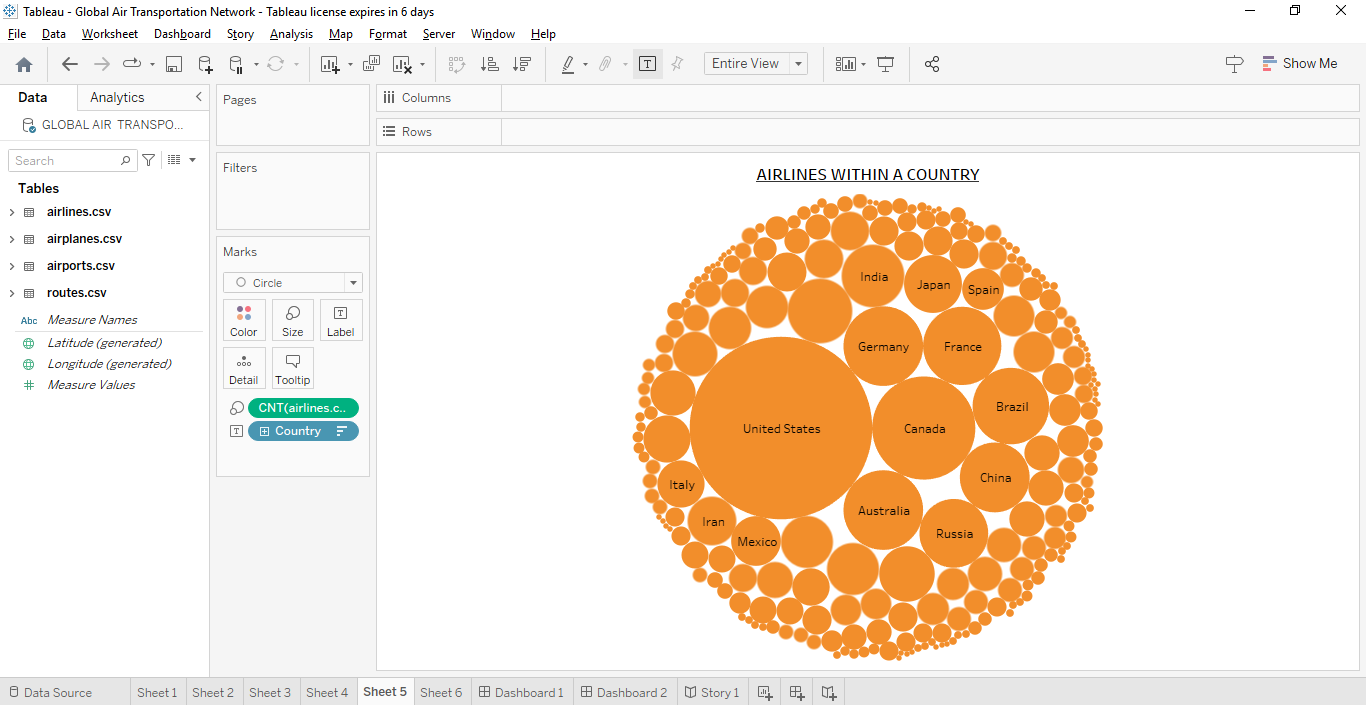 Tableau - Global Air Transportation Network - Tableau license expires in 6 days
File Data Worksheet Dashboard Story Analysis Map Format Server Window Help
Entire View
Show Me
Data Analytics
GLOBAL AIR TRANSPO...
Search
Tables
airlines.csv
airplanes.csv
airports.csv
routes.csv
Abc Measure Names
Latitude (generated)
Longitude (generated)
Measure Values
Pages
Filters
Marks
Circle
Color Size Label
Detail Tooltip
CNT(airlines.c..
Country
Columns
Rows
AIRLINES WITHIN A COUNTRY
India
Japan
Spain
Germany
France
Brazil
United States
Canada
China
Italy
Australia
Iran
Russia
Mexico
Data Source Sheet 1 Sheet 2 Sheet 3 Sheet 4 Sheet 5 Sheet 6 Dashboard 1 Dashboard 2 Story 1